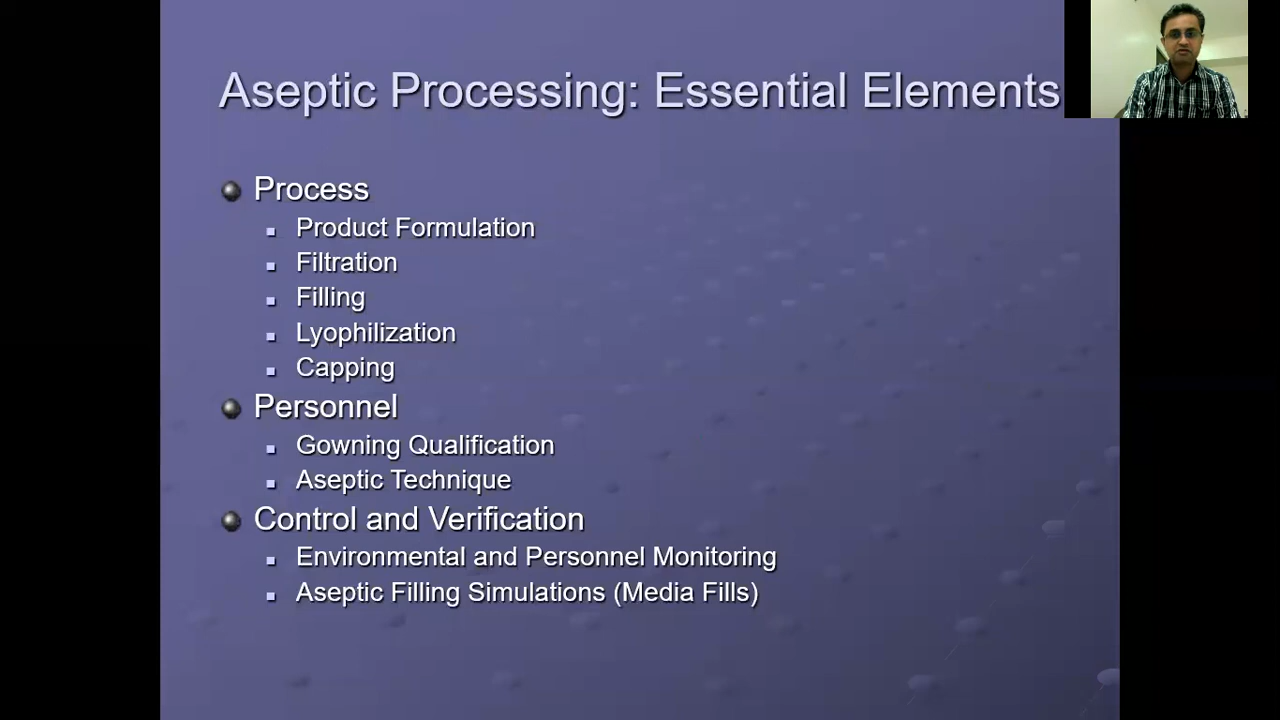 Aseptic Processing: Essential Elements
Process
Product Formulation
Filtration
Filling
Lyophilization
Capping
Personnel
Gowning Qualification
Aseptic Technique
Control and Verification
Environmental and Personnel Monitoring
Aseptic Filling Simulations (Media Fills)